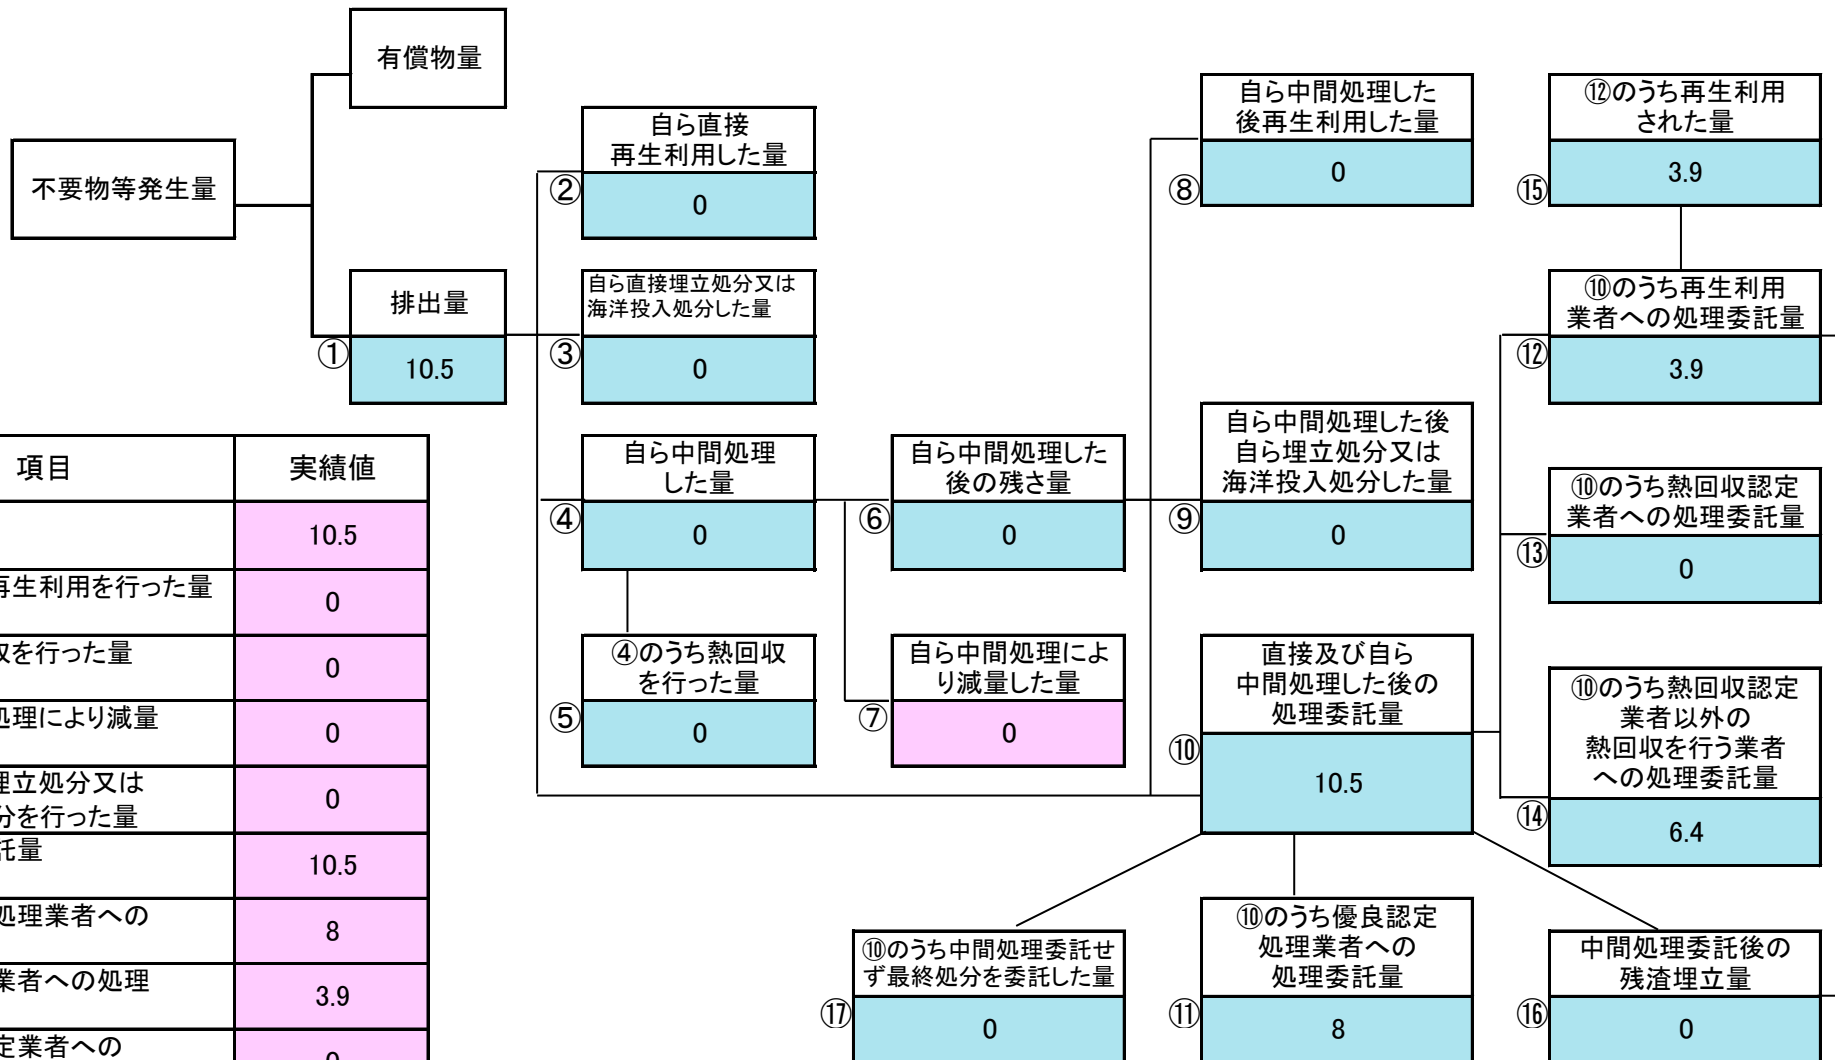 有償物量
不要物等発生量
排出量
①
10.5
自ら直接
再生利用した量
②
0
自ら直接埋立処分又は
海洋投入処分した量
③
0
自ら中間処理
した量
④
0
④のうち熱回収
を行った量
⑤
0
自ら中間処理した
後の残さ量
⑥
0
自ら中間処理によ
り減量した量
⑦
0
自ら中間処理した
後再生利用した量
⑧
0
自ら中間処理した後
自ら埋立処分又は
海洋投入処分した量
⑨
0
直接及び自ら
中間処理した後の
処理委託量
⑩
10.5
⑩のうち優良認定
処理業者への
処理委託量
⑪
8
⑫のうち再生利用
された量
⑮
3.9
⑩のうち再生利用
業者への処理委託量
⑫
3.9
⑩のうち熱回収認定
業者への処理委託量
⑬
0
⑩のうち熱回収認定
業者以外の
熱回収を行う業者
への処理委託量
⑭
6.4
中間処理委託後の
残渣埋立量
⑯
0
⑩のうち中間処理委託せ
ず最終処分を委託した量
⑰
0
項目 実績値
10.5
再生利用を行った量
0
収を行った量
0
処理により減量
0
埋立処分又は
分を行った量
0
託量
10.5
処理業者への
8
業者への処理
3.9
定業者への
0